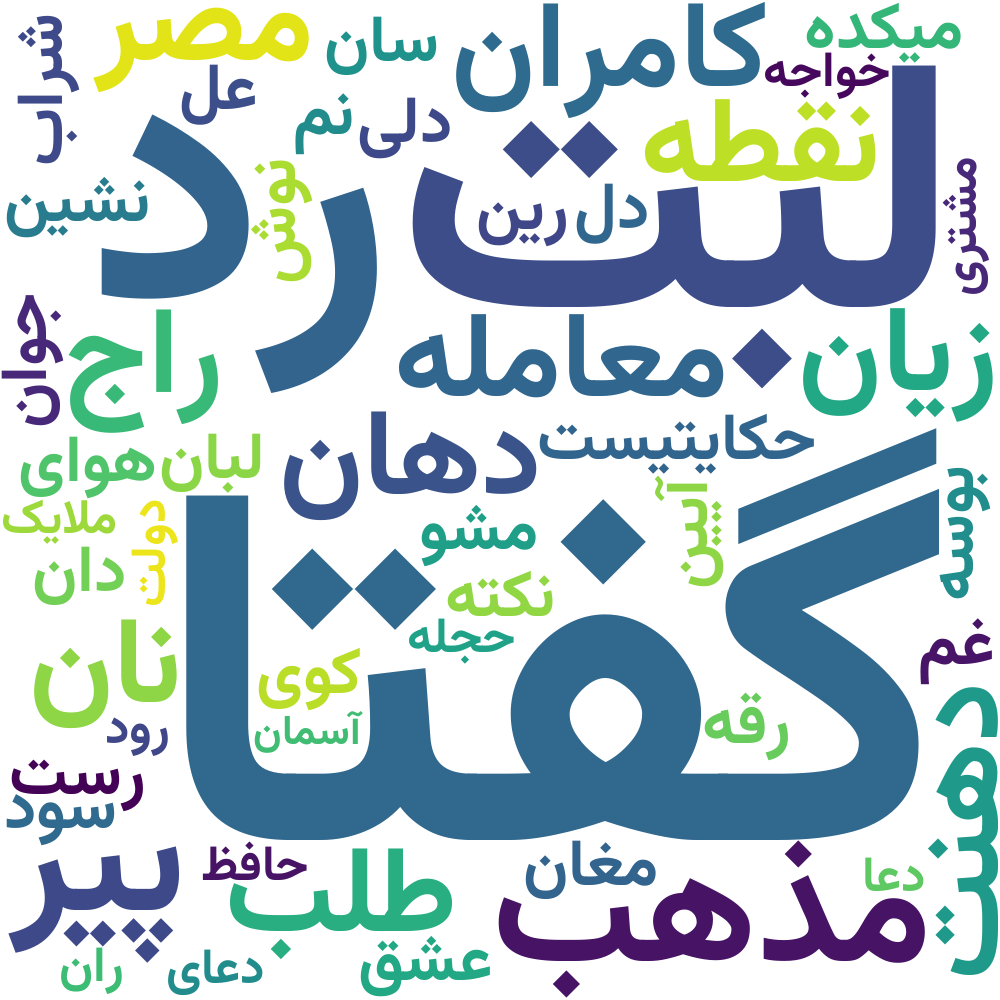 میکده
کامران
سان
مصر
شراب
خواجه
عل
نقطه
دلی
نم
لبت
رد
مشتری
دل
رین
نوش
نشین
جوان
زیان
معامله
راج
حکایتیست
دهان
لبان
هوای
بوسه
آیین
مشو
ملایک
دولت
گفتا
نکته
دان
حجله
غم
نان
کوی
رقه
آسمان
رود
دهنت
رست
سود
پیر
حافظ
طلب
مغان
مذهب
دعا
عشق
دعای
ران